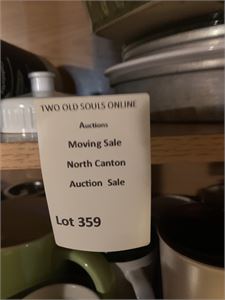 TWO OLD SOULS ONLINE
Auctions
Moving Sale
North Canton
Auction Sale
Lot 359